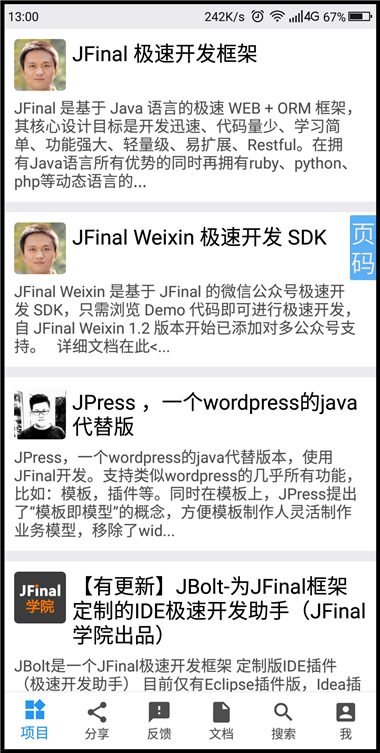 13:00 242K/s 4G 67%
JFinal 极速开发框架
JFinal 是基于 Java 语言的极速 WEB + ORM 框架，
其核心设计目标是开发迅速、代码量少、学习简
单、功能强大、轻量级、易扩展、Restful。在拥
有Java语言所有优势的同时再拥有ruby、python、
php等动态语言的...
JFinal Weixin 极速开发 SDK
页
码
JFinal Weixin 是基于 JFinal 的微信公众号极速开
发 SDK，只需浏览 Demo 代码即可进行极速开发，
自 JFinal Weixin 1.2 版本开始已添加对多公众号支
持。 详细文档在此<...
JPress ，一个wordpress的java
代替版
JPress，一个wordpress的java代替版本，使用
JFinal开发。支持类似wordpress的几乎所有功能，
比如：模板，插件等。同时在模板上，JPress提出
了“模板即模型”的概念，方便模板制作人灵活制作
业务模型，移除了wid...
JFinal
学院
【有更新】JBolt-为JFinal框架
定制的IDE极速开发助手（JFinal
学院出品）
JBolt是一个JFinal极速开发框架 定制版IDE插件
（极速开发助手） 目前仅有Eclipse插件版，Idea插
项目 分享 反馈 文档 搜索 我